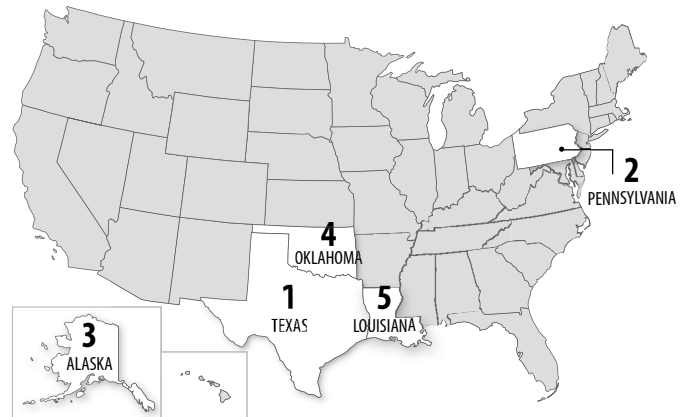 2
PENNSYLVANIA
4
OKLAHOMA
1
TEXAS
5
LOUISIANA
3
ALASKA